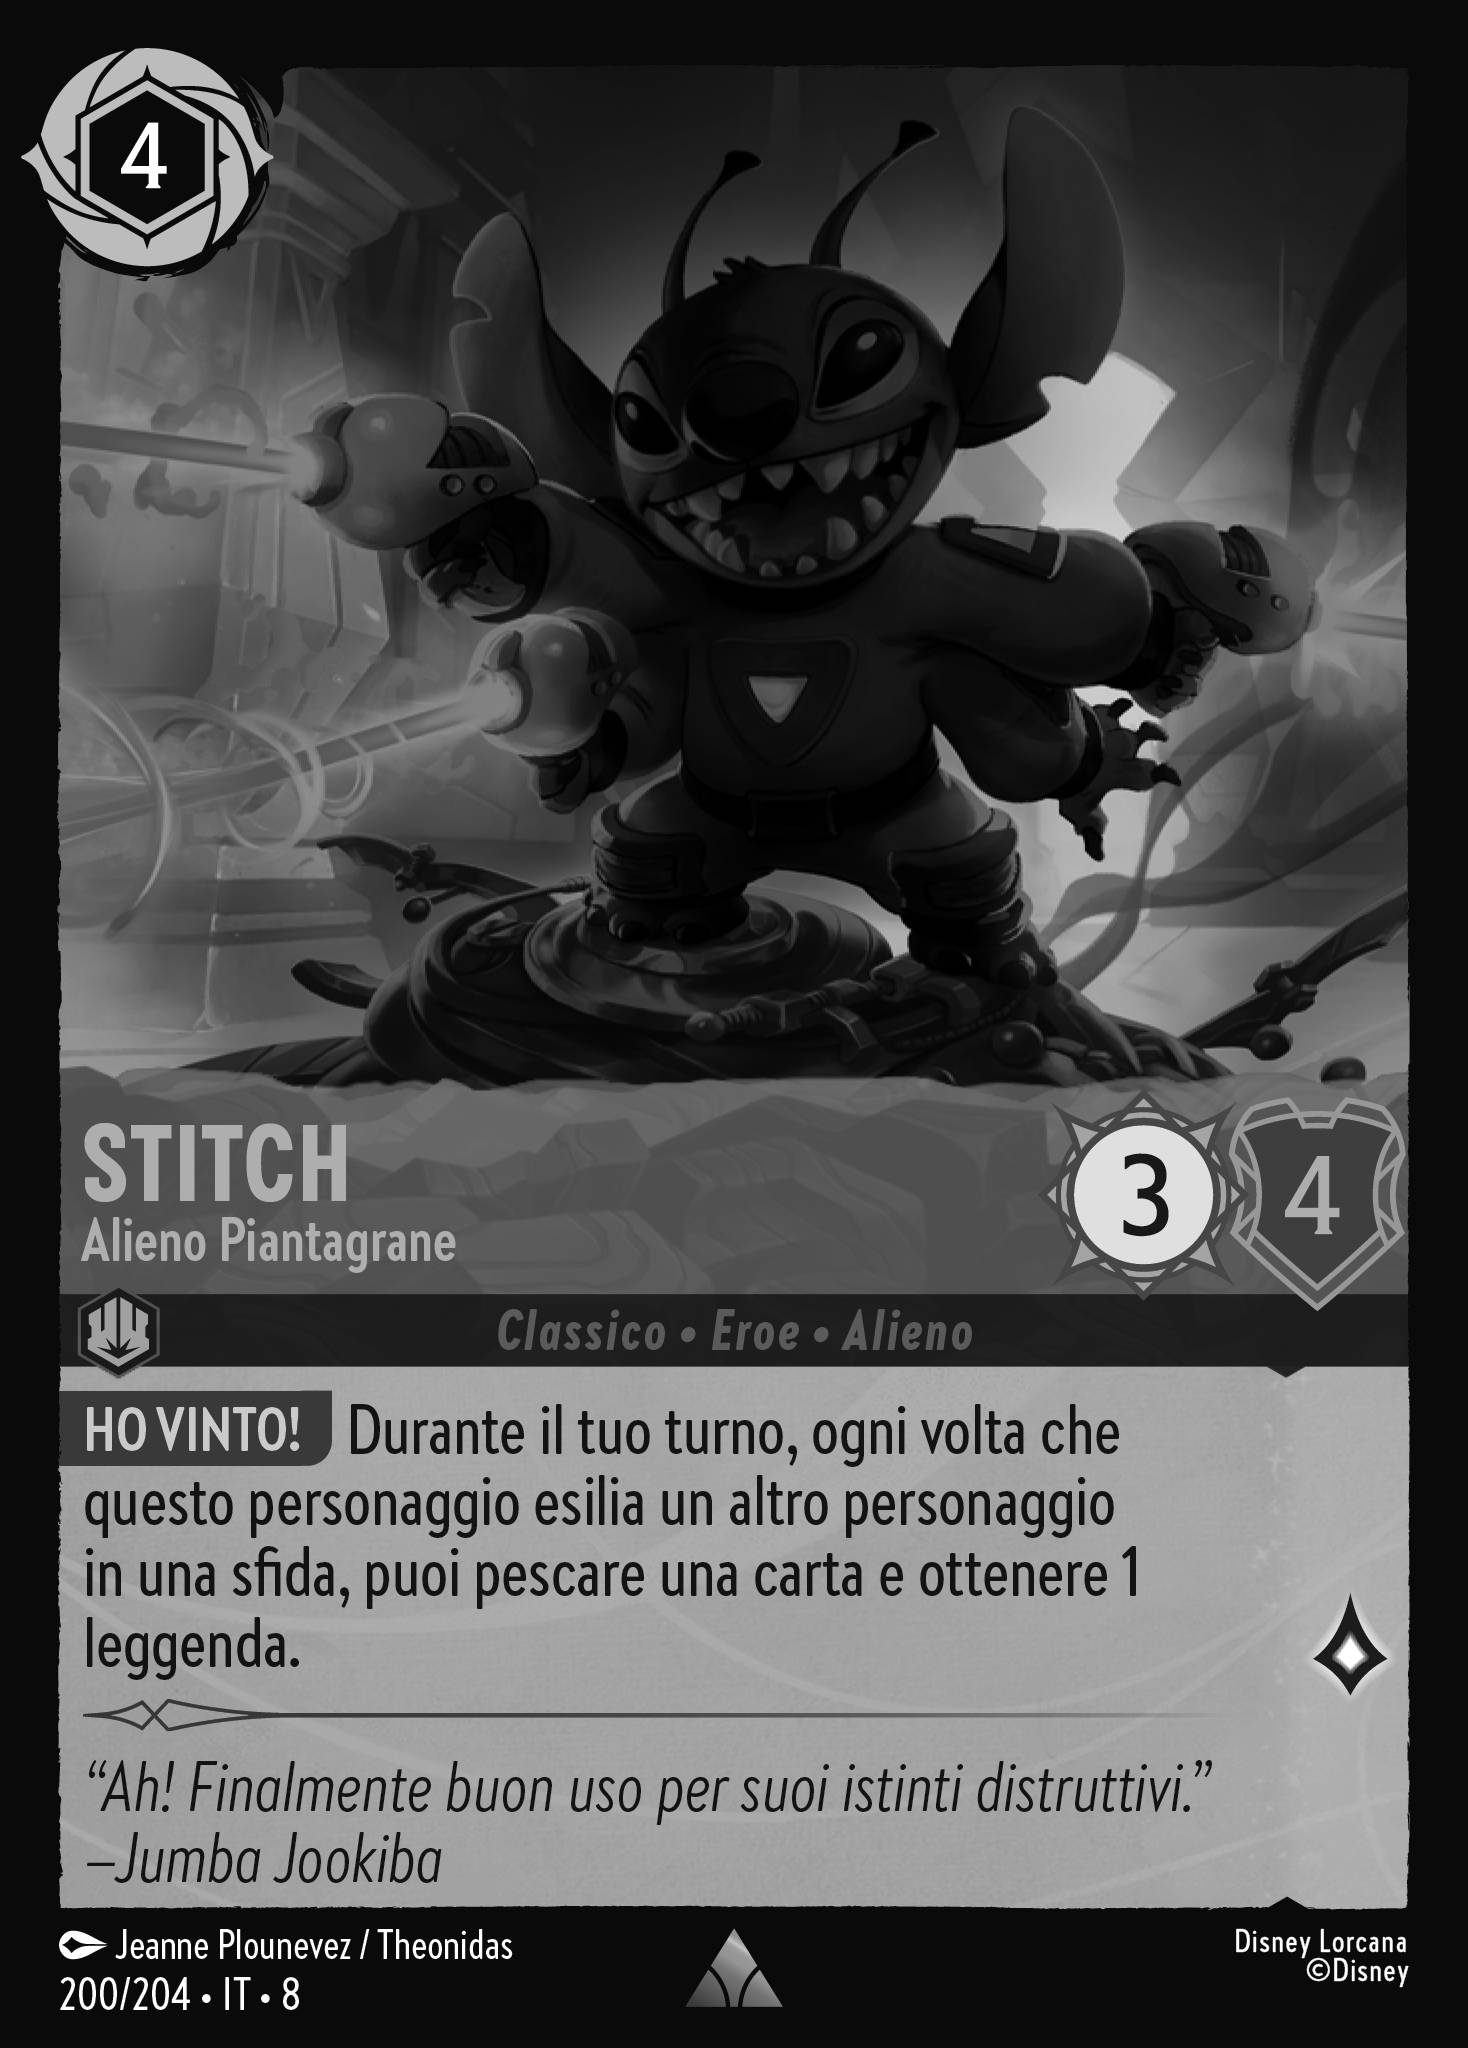 4
STITCH
Alieno Piantagrane
3
4
Classico • Eroe • Alieno
HO VINTO! Durante il tuo turno, ogni volta che
questo personaggio esilia un altro personaggio
in una sfida, puoi pescare una carta e ottenere 1
leggenda.
“Ah! Finalmente buon uso per suoi istinti distruttivi.”
–Jumba Jookiba
Jeanne Plounevez / Theonidas
200/204 • IT • 8
Disney Lorcana
©Disney